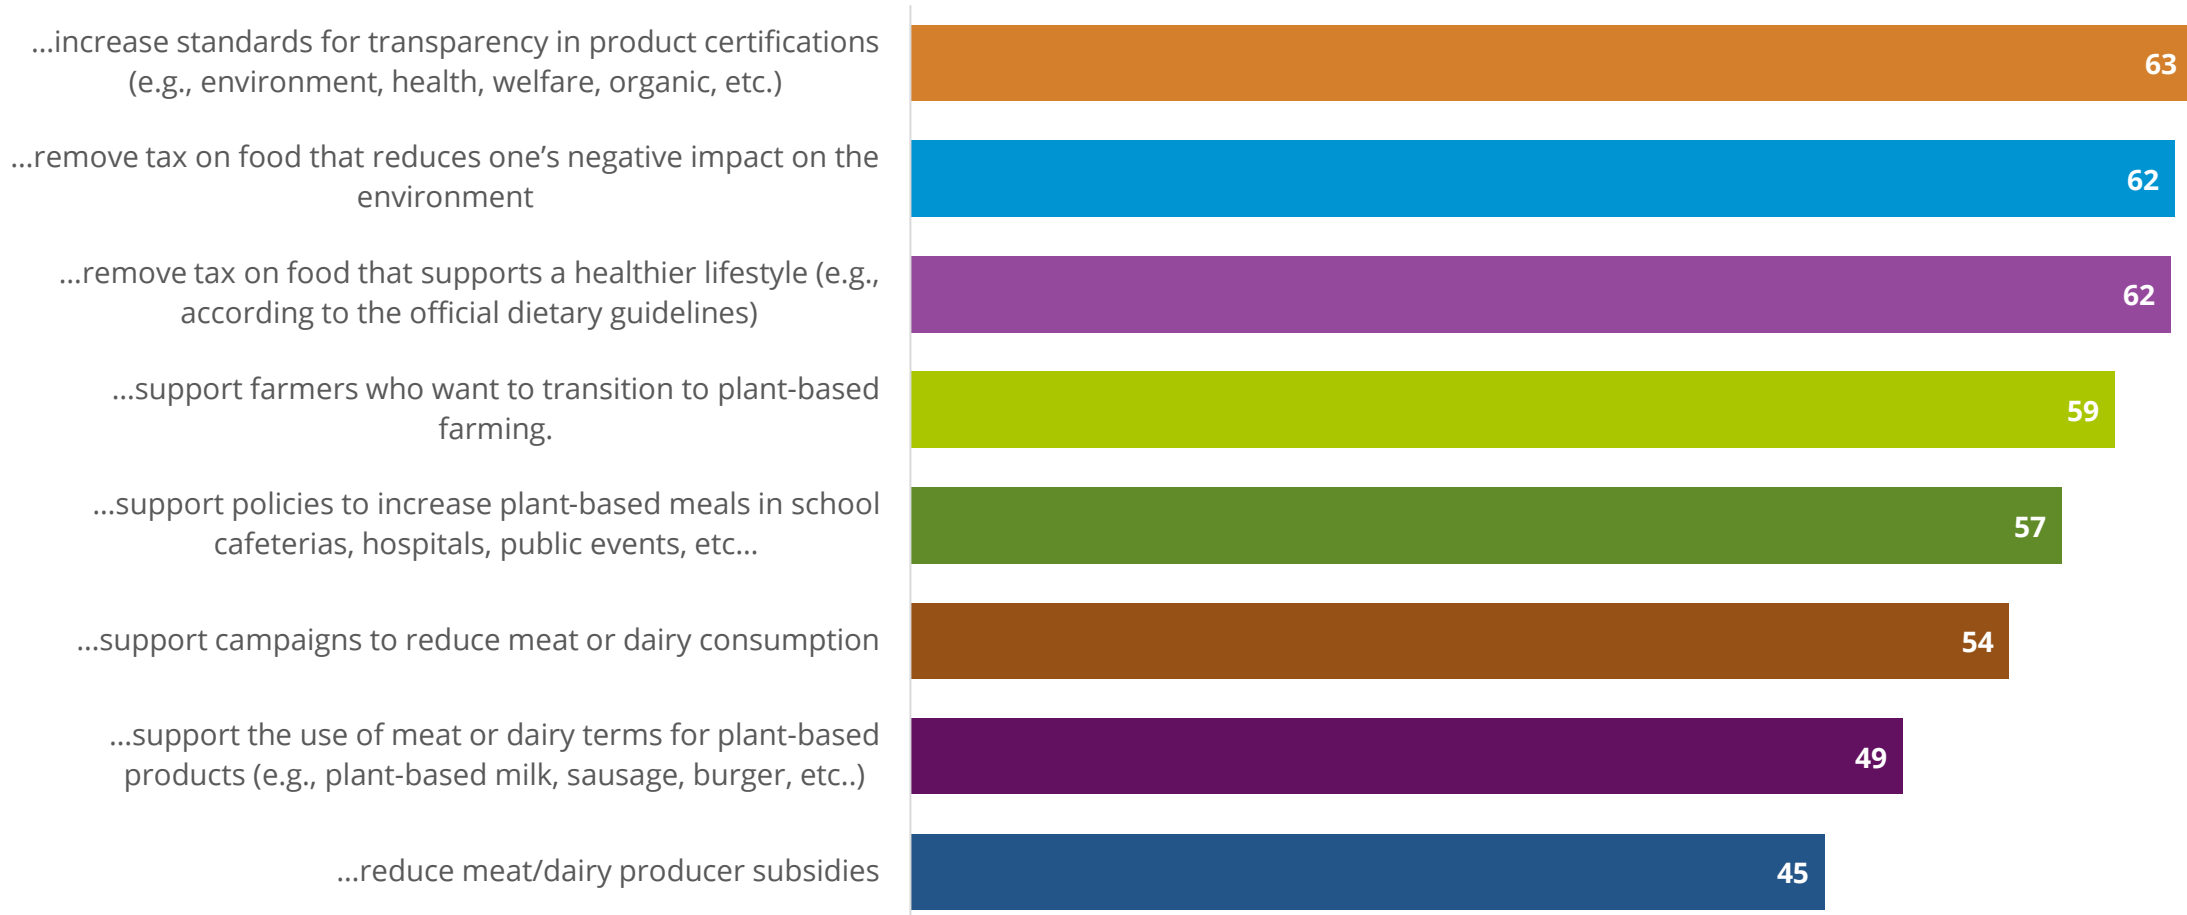 ...increase standards for transparency in product certifications
(e.g., environment, health, welfare, organic, etc.)
63
...remove tax on food that reduces one’s negative impact on the
environment
62
...remove tax on food that supports a healthier lifestyle (e.g.,
according to the official dietary guidelines)
62
...support farmers who want to transition to plant-based
farming.
59
...support policies to increase plant-based meals in school
cafeterias, hospitals, public events, etc...
57
...support campaigns to reduce meat or dairy consumption
54
...support the use of meat or dairy terms for plant-based
products (e.g., plant-based milk, sausage, burger, etc..)
49
...reduce meat/dairy producer subsidies
45